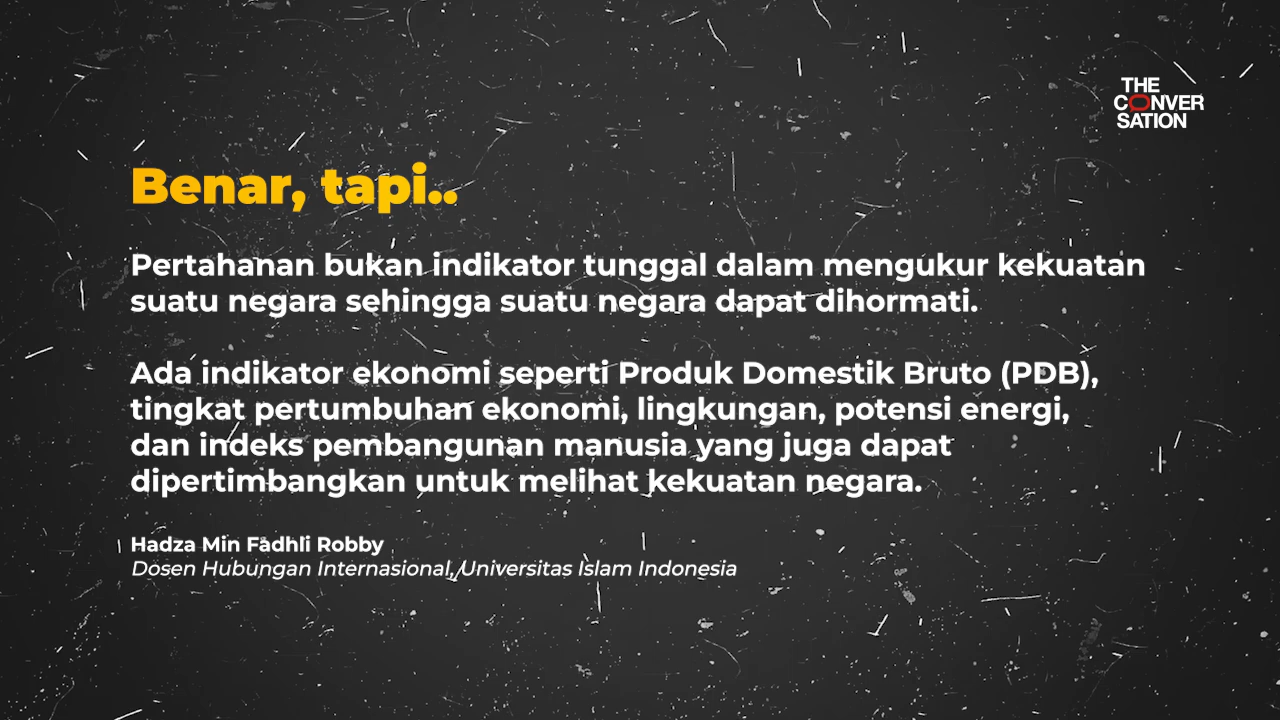 THE
CONVER
SATION
Benar, tapi..
Pertahanan bukan indikator tunggal dalam mengukur kekuatan
suatu negara sehingga suatu negara dapat dihormati.
Ada indikator ekonomi seperti Produk Domestik Bruto (PDB),
tingkat pertumbuhan ekonomi, lingkungan, potensi energi,
dan indeks pembangunan manusia yang juga dapat
dipertimbangkan untuk melihat kekuatan negara.
Hadza Min Fadhli Robby
Dosen Hubungan Internasional, Universitas Islam Indonesia